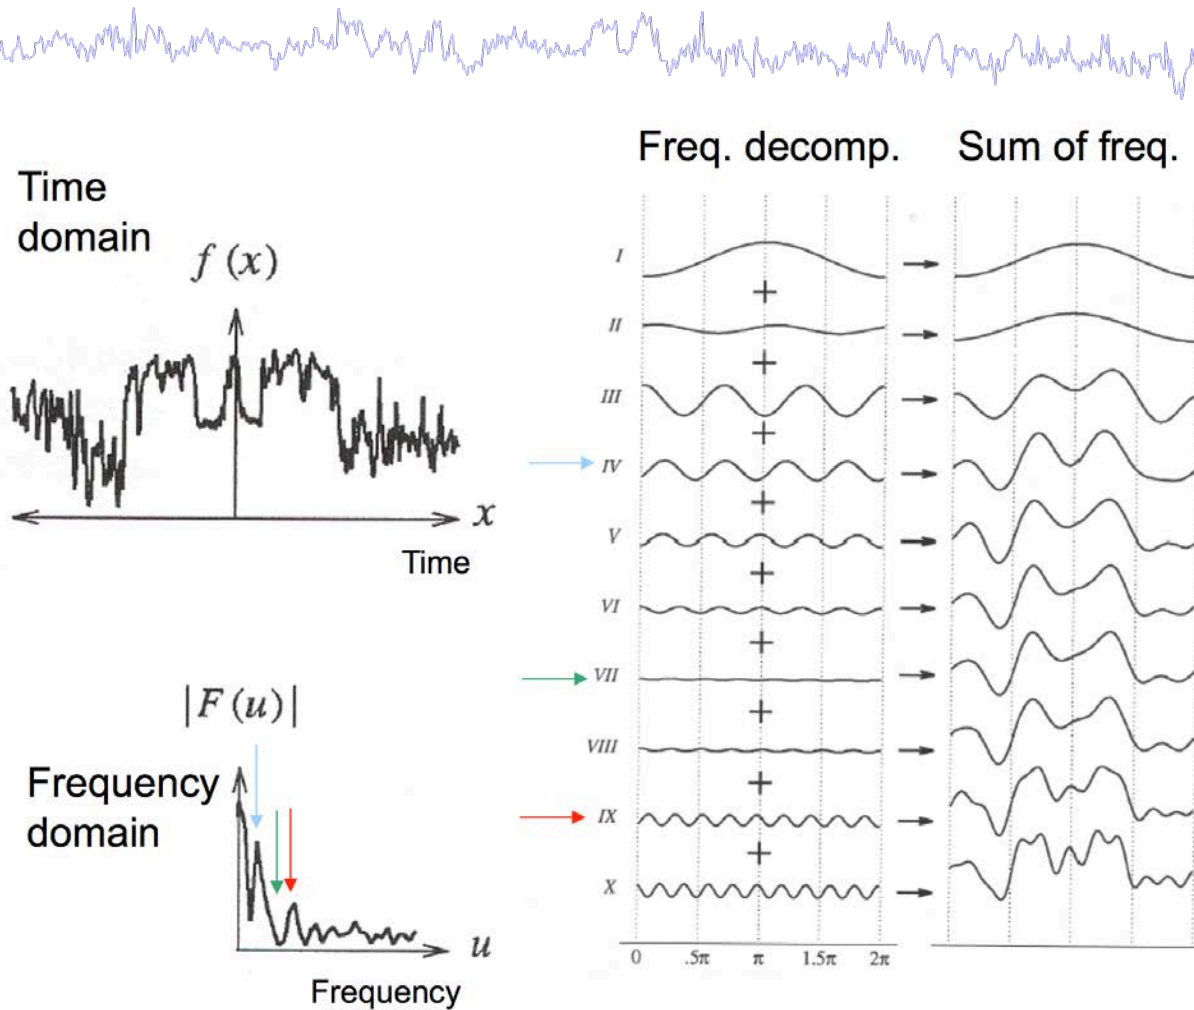 Freq. decomp.
Sum of freq.
Time
domain
f (x)
x
Time
|F (u)|
Frequency
domain
u
Frequency
I
+
II
+
III
+
IV
+
V
+
VI
+
VII
+
VIII
+
IX
+
X
0 .5π π 1.5π 2π